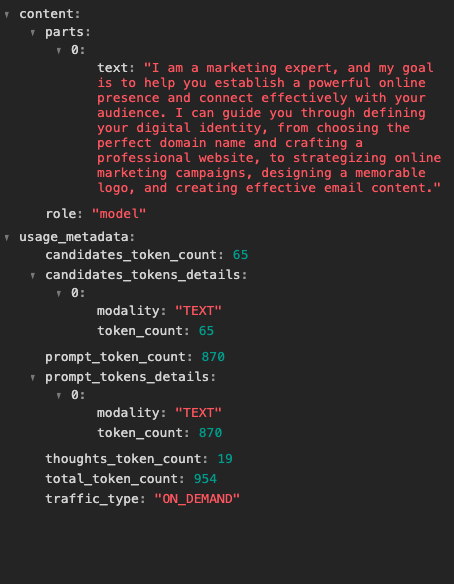 content:
parts:
0:
text: "I am a marketing expert, and my goal
is to help you establish a powerful online
presence and connect effectively with your
audience. I can guide you through defining
your digital identity, from choosing the
perfect domain name and crafting a
professional website, to strategizing online
marketing campaigns, designing a memorable
logo, and creating effective email content."
role: "model"
usage_metadata:
candidates_token_count: 65
candidates_tokens_details:
0:
modality: "TEXT"
token_count: 65
prompt_token_count: 870
prompt_tokens_details:
0:
modality: "TEXT"
token_count: 870
thoughts_token_count: 19
total_token_count: 954
traffic_type: "ON_DEMAND"